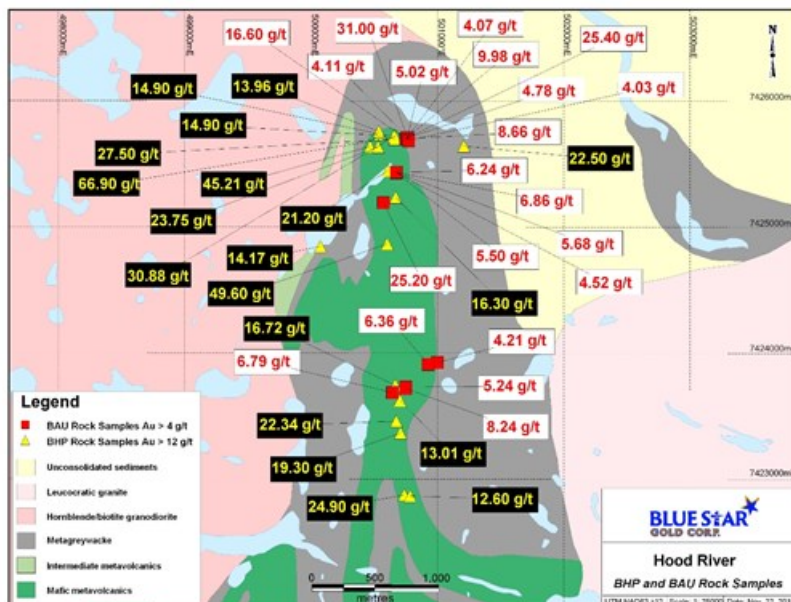 498000mE
499000mE
500000mE
501000mE
502000mE
503000mE
16.60 g/t
31.00 g/t
4.07 g/t
25.40 g/t
4.11 g/t
5.02 g/t
9.98 g/t
14.90 g/t
13.96 g/t
4.78 g/t
4.03 g/t
N
7426000m
14.90 g/t
8.66 g/t
27.50 g/t
22.50 g/t
66.90 g/t
45.21 g/t
6.24 g/t
23.75 g/t
21.20 g/t
6.86 g/t
7425000m
14.17 g/t
5.50 g/t
5.68 g/t
30.88 g/t
25.20 g/t
4.52 g/t
49.60 g/t
16.30 g/t
16.72 g/t
6.36 g/t
4.21 g/t
7424000m
6.79 g/t
5.24 g/t
22.34 g/t
8.24 g/t
13.01 g/t
19.30 g/t
7423000m
24.90 g/t
12.60 g/t
Legend
BAU Rock Samples Au > 4 g/t
BHP Rock Samples Au > 12 g/t
Unconsolidated sediments
Leucocratic granite
Hornblende/biotite granodiorite
Metagreywacke
Intermediate metavolcanics
Mafic metavolcanics
0 500 1,000
metres
BLUE STAR
GOLD CORP.
Hood River
BHP and BAU Rock Samples